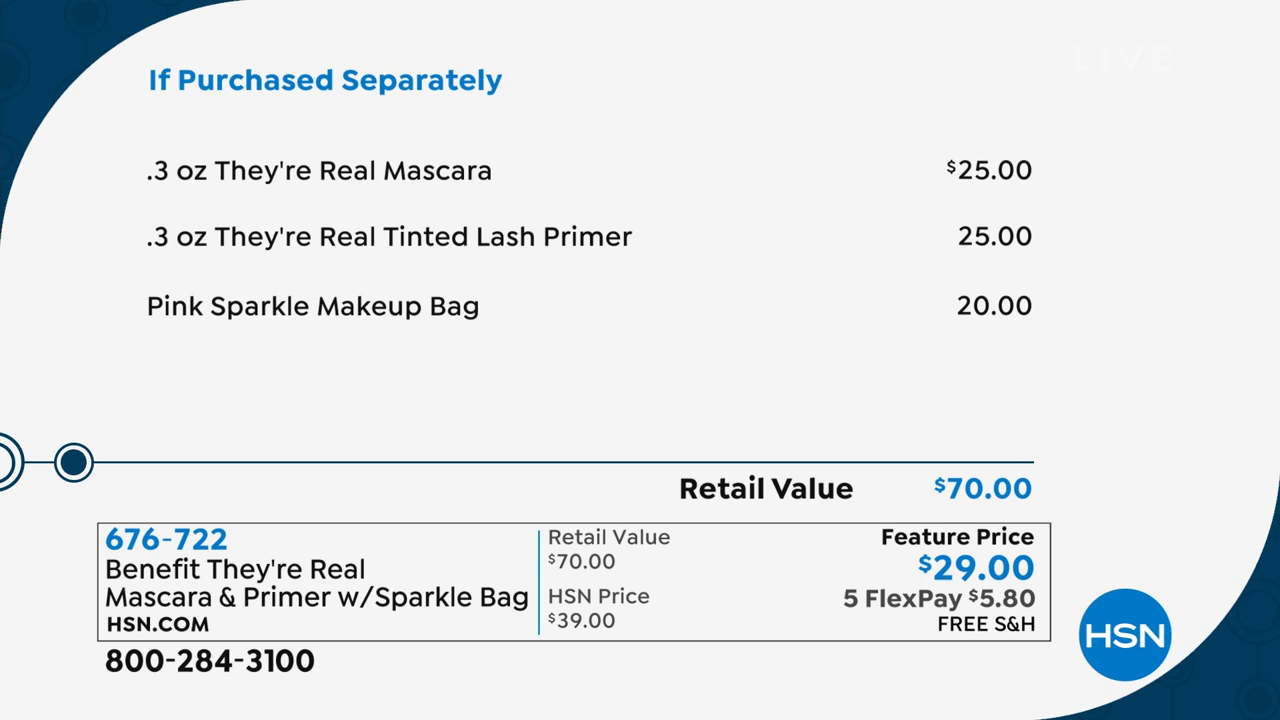 LIVE
If Purchased Separately
.3 oz They're Real Mascara $25.00
.3 oz They're Real Tinted Lash Primer 25.00
Pink Sparkle Makeup Bag 20.00
Retail Value $70.00
676-722
Benefit They're Real
Mascara & Primer w/Sparkle Bag
HSN.COM
Retail Value
$70.00
HSN Price
$39.00
Feature Price
$29.00
5 FlexPay $5.80
FREE S&H
HSN
800-284-3100